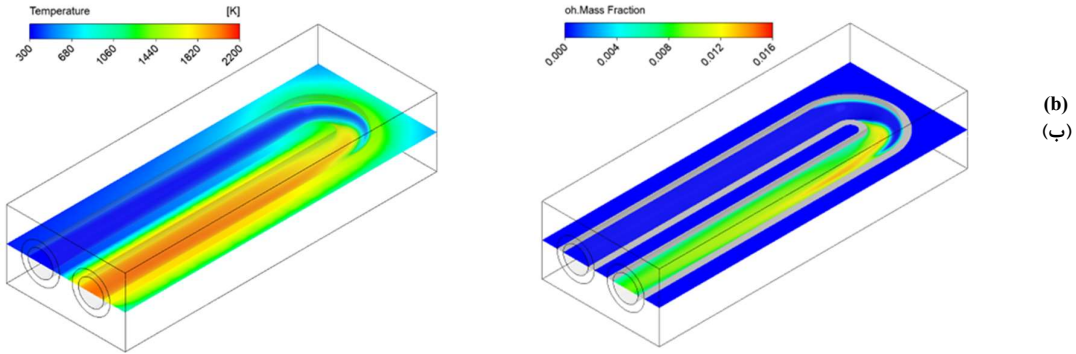 Temperature [K]
300 680 1060 1440 1820 2200
oh.Mass Fraction
0.000 0.004 0.008 0.012 0.016
(b)
(ب)